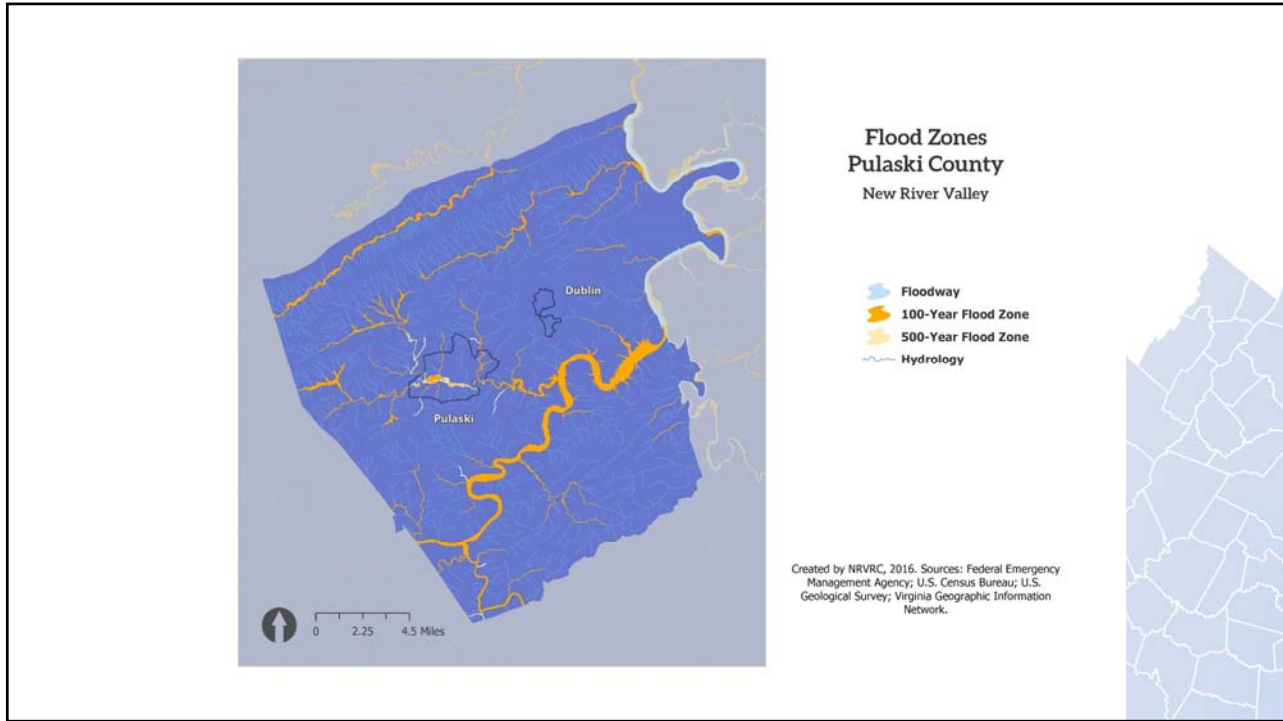 Flood Zones
Pulaski County
New River Valley
Dublin
Floodway
100-Year Flood Zone
500-Year Flood Zone
Hydrology
Pulaski
Created by NRVRC, 2016. Sources: Federal Emergency
Management Agency; U.S. Census Bureau; U.S.
Geological Survey; Virginia Geographic Information
Network.
0 2.25 4.5 Miles